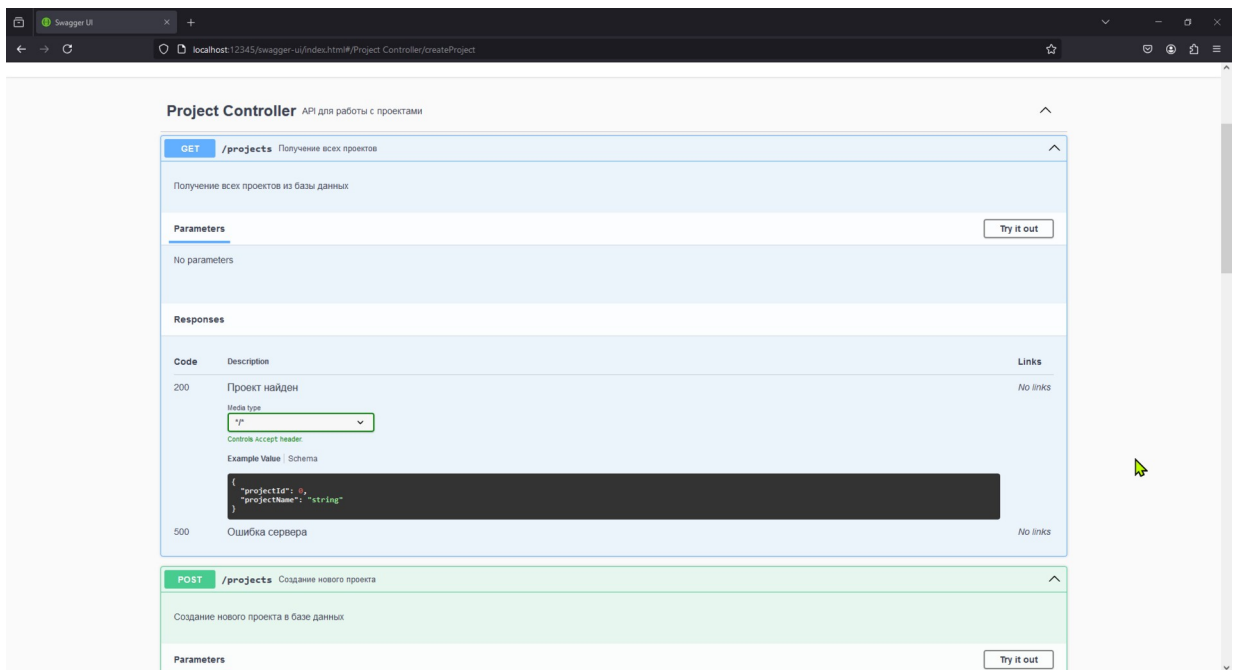 Swagger UI
localhost:12345/swagger-ui/index.html#/Project Controller/createProject
Project Controller API для работы с проектами
GET /projects Получение всех проектов
Получение всех проектов из базы данных
Parameters Try it out
No parameters
Responses
Code Description Links
200 Проект найден No links
Media type
*/*
Controls Accept header.
Example Value Schema
{
"projectId": 0,
"projectName": "string"
}
500 Ошибка сервера No links
POST /projects Создание нового проекта
Создание нового проекта в базе данных
Parameters Try it out